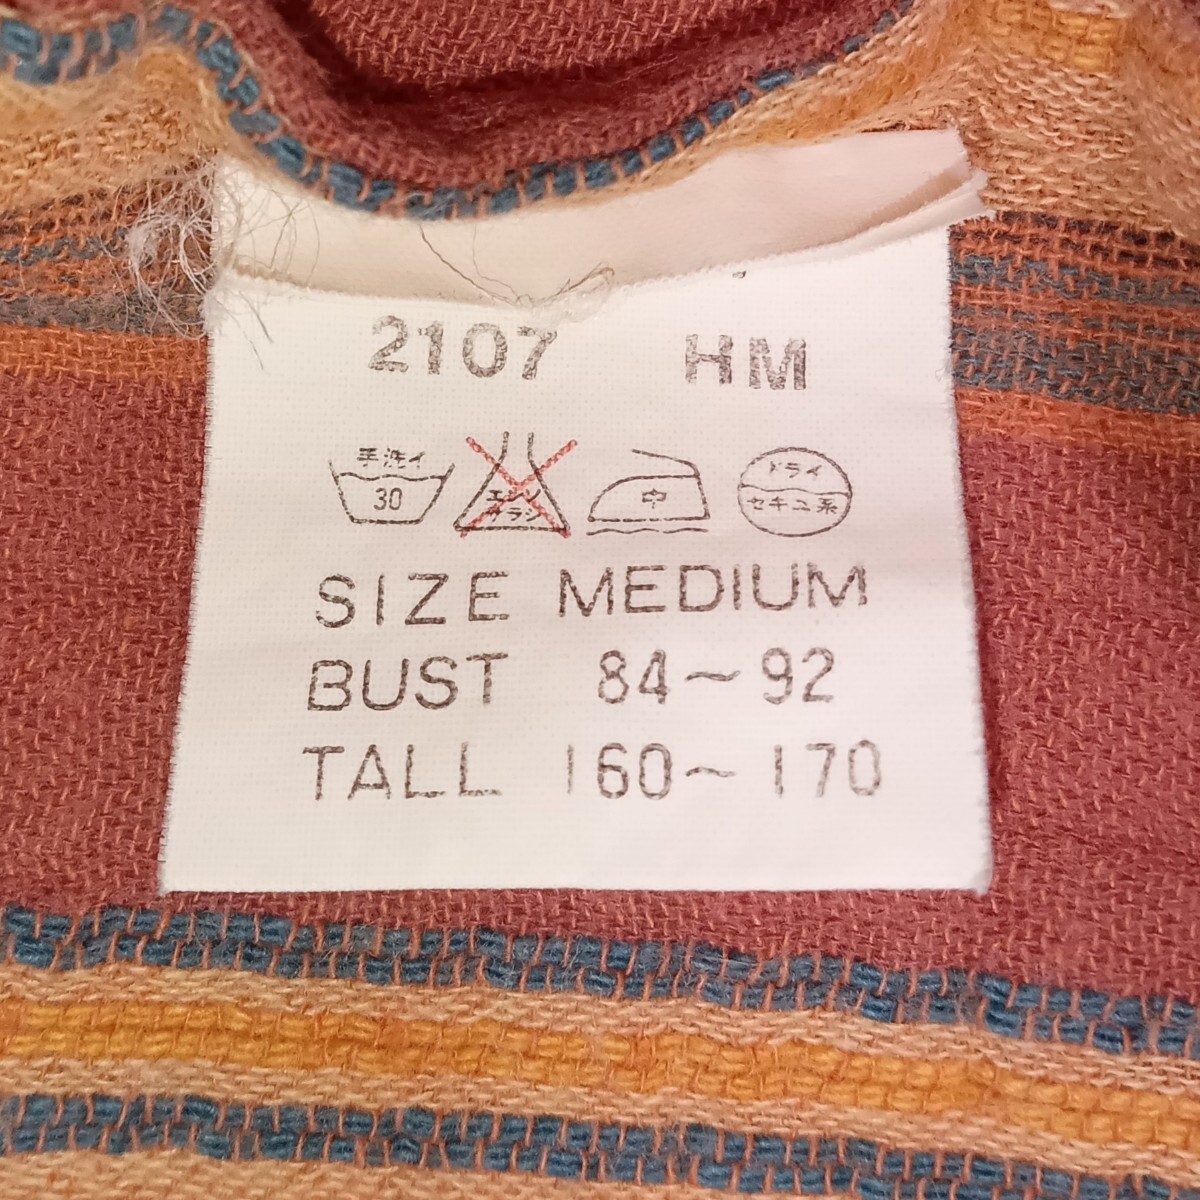 2107 HM
手洗イ ドライ
30 エンソ 中 セキユ系
サラシ
SIZE MEDIUM
BUST 84～92
TALL 160～170